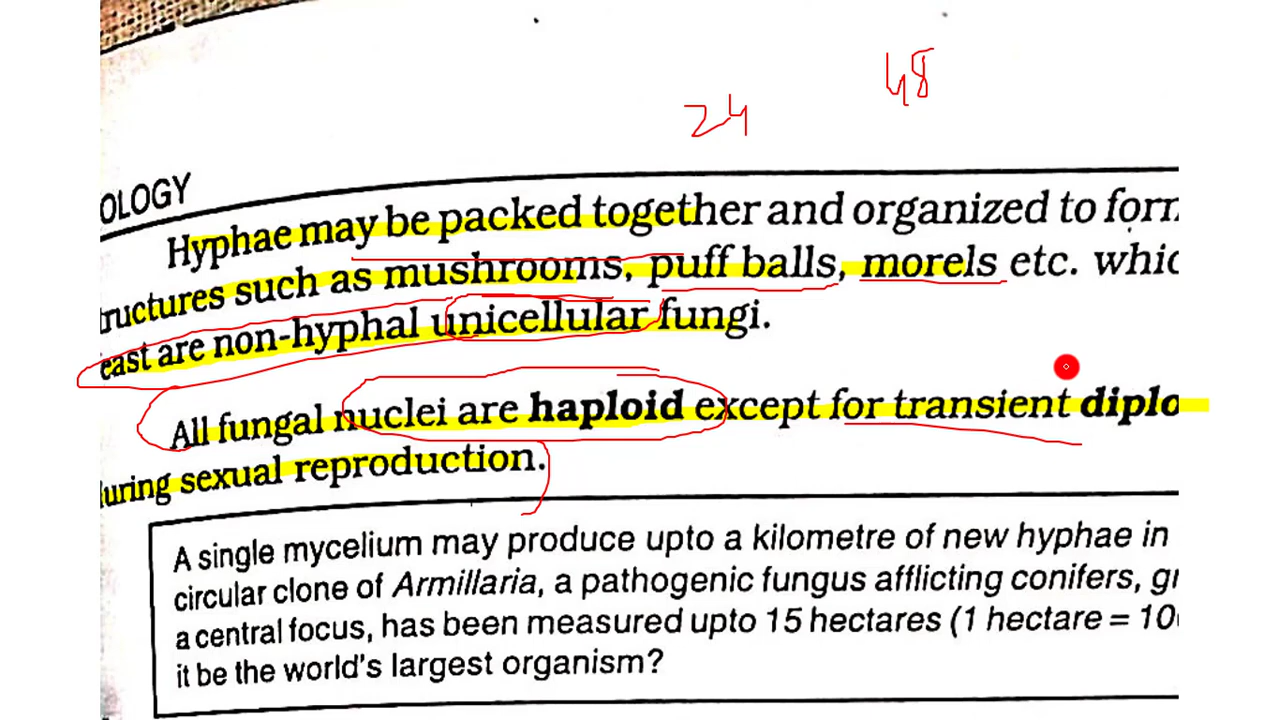 48
24
OLOGY
Hyphae may be packed together and organized to form
ructures such as mushrooms, puff balls, morels etc. whic
east are non-hyphal unicellular fungi.
All fungal nuclei are haploid except for transient diplo
uring sexual reproduction.
A single mycelium may produce upto a kilometre of new hyphae in
circular clone of Armillaria, a pathogenic fungus afflicting conifers, gr
a central focus, has been measured upto 15 hectares (1 hectare = 10
it be the world's largest organism?